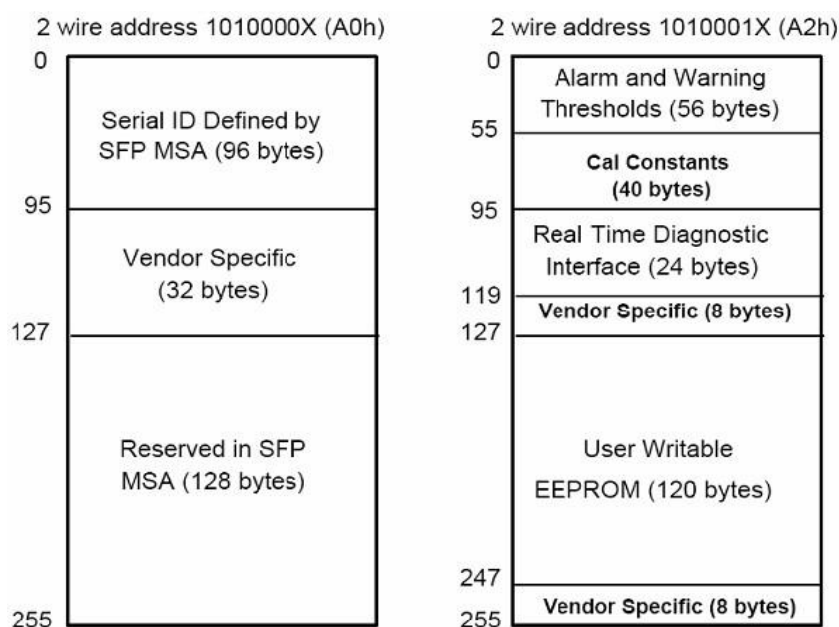 2 wire address 1010000X (A0h)
0
Serial ID Defined by
SFP MSA (96 bytes)
95
Vendor Specific
(32 bytes)
127
Reserved in SFP
MSA (128 bytes)
255
2 wire address 1010001X (A2h)
0
Alarm and Warning
Thresholds (56 bytes)
55
Cal Constants
(40 bytes)
95
Real Time Diagnostic
Interface (24 bytes)
119
Vendor Specific (8 bytes)
127
User Writable
EEPROM (120 bytes)
247
Vendor Specific (8 bytes)
255